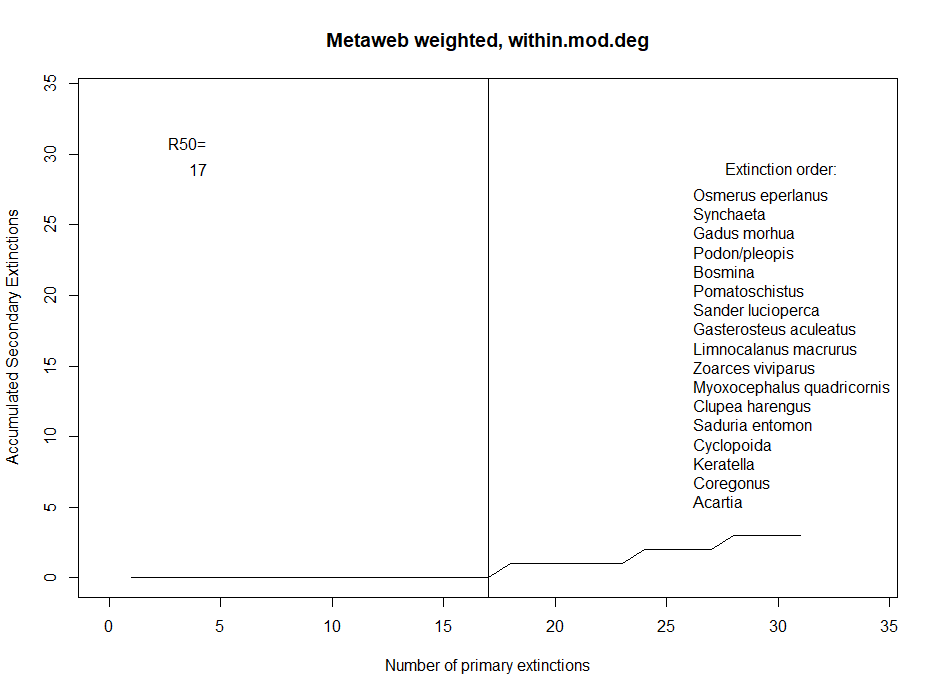 Metaweb weighted, within.mod.deg
R50=
17
Extinction order:
Osmerus eperlanus
Synchaeta
Gadus morhua
Podon/pleopis
Bosmina
Pomatoschistus
Sander lucioperca
Gasterosteus aculeatus
Limnocalanus macrurus
Zoarces viviparus
Myoxocephalus quadricornis
Clupea harengus
Saduria entomon
Cyclopoida
Keratella
Coregonus
Acartia
Accumulated Secondary Extinctions
35
30
25
20
15
10
5
0
0 5 10 15 20 25 30 35
Number of primary extinctions